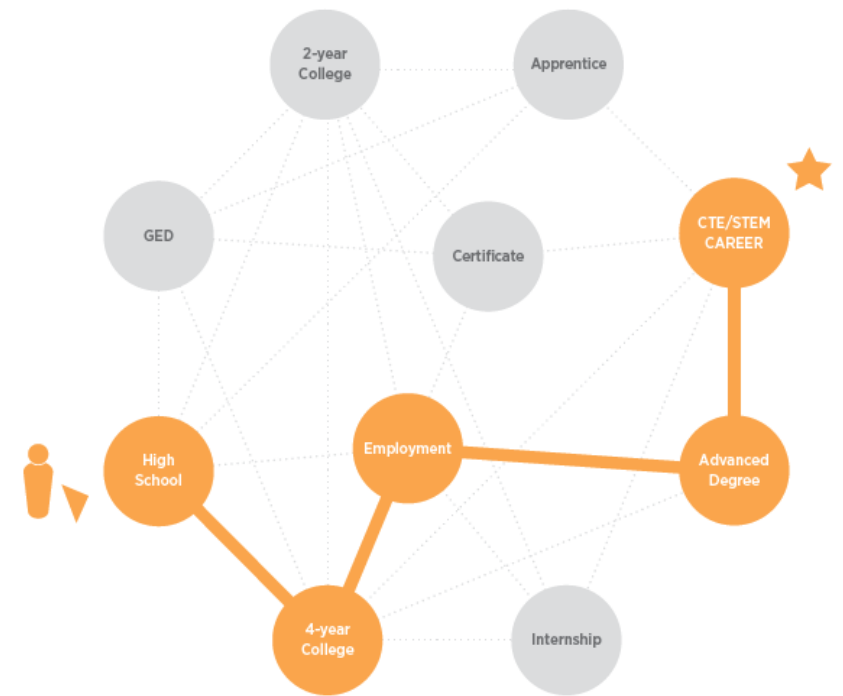 2-year
College
Apprentice
GED
Certificate
CTE/STEM
CAREER
High
School
Employment
Advanced
Degree
4-year
College
Internship